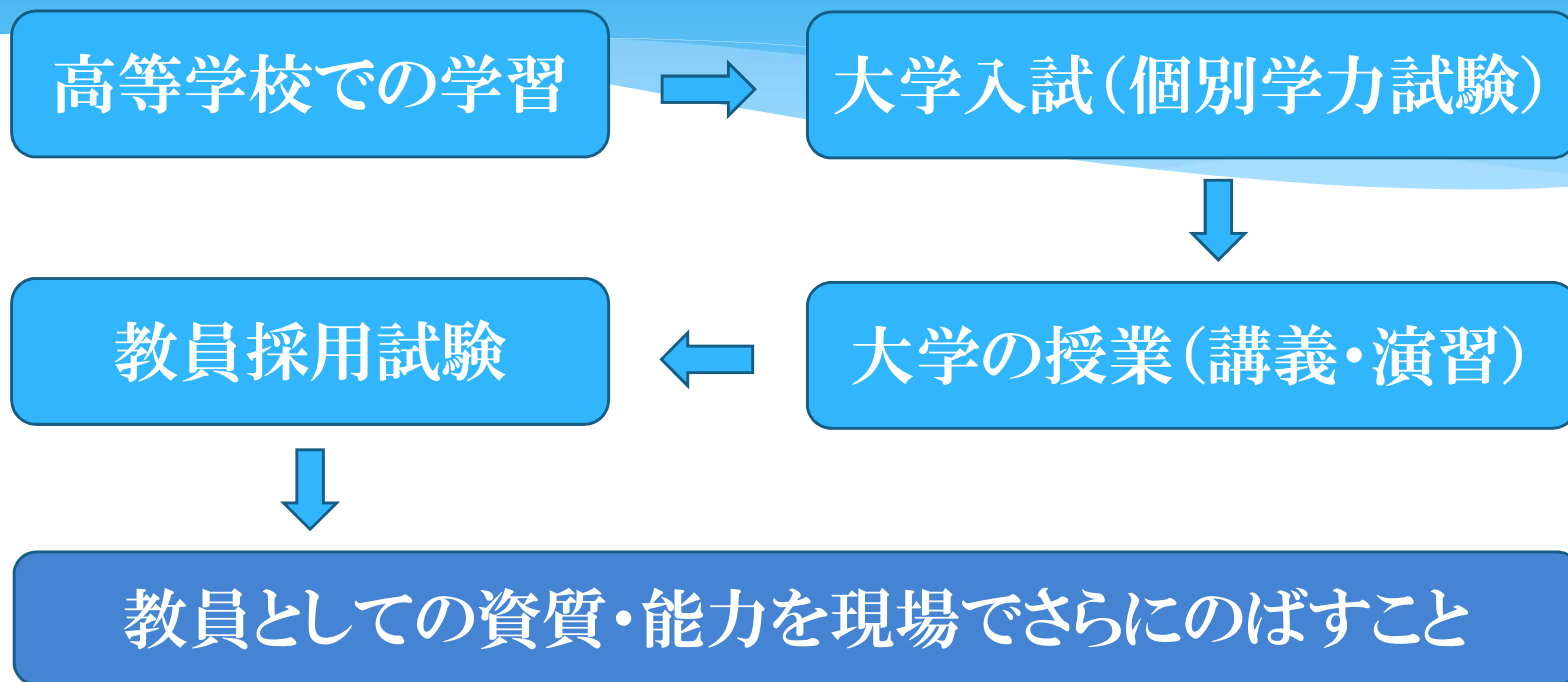 高等学校での学習
大学入試(個別学力試験)
大学の授業(講義・演習)
教員採用試験
教員としての資質・能力を現場でさらにのばすこと